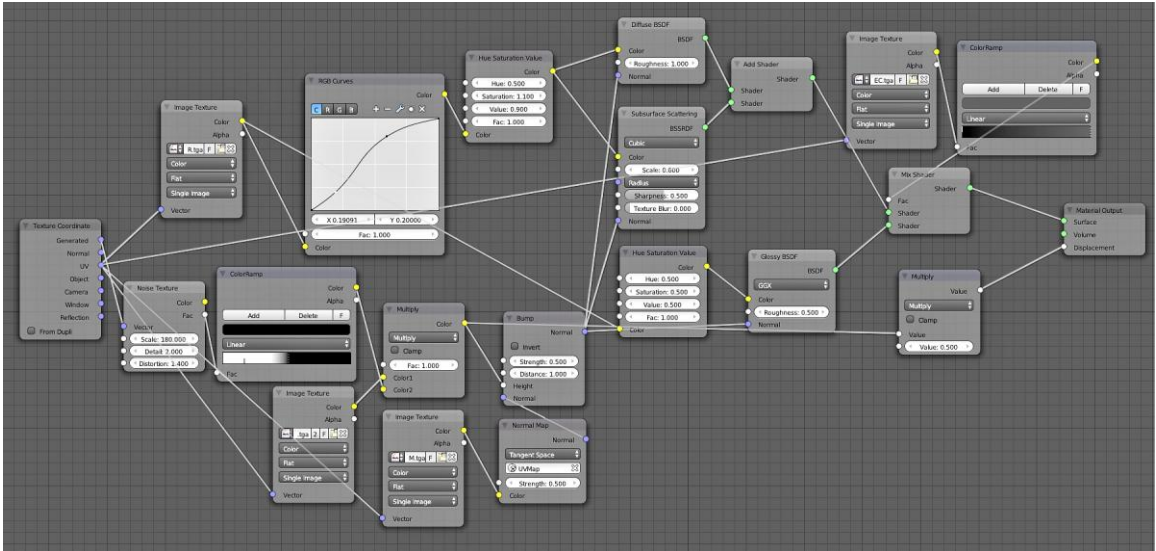 Texture Coordinate
Generated
Normal
UV
Object
Camera
Window
Reflection
From Dupli
Image Texture
Color
Alpha
R.tga F
Color
Flat
Single Image
Vector
Noise Texture
Color
Fac
Vector
Scale: 180.000
Detail: 2.000
Distortion: 1.400
RGB Curves
Color
C R G B
X 0.19091
Y 0.20000
Fac: 1.000
Color
ColorRamp
Color
Alpha
Add Delete F
Linear
Fac
Image Texture
Color
Alpha
.tga 2 F
Color
Flat
Single Image
Vector
Multiply
Color
Multiply
Clamp
Fac: 1.000
Color1
Color2
Image Texture
Color
Alpha
M.tga F
Color
Flat
Single Image
Vector
Hue Saturation Value
Color
Hue: 0.500
Saturation: 1.100
Value: 0.900
Fac: 1.000
Color
Bump
Normal
Invert
Strength: 0.500
Distance: 1.000
Height
Normal
Normal Map
Normal
Tangent Space
UVMap
Strength: 0.500
Color
Diffuse BSDF
BSDF
Color
Roughness: 1.000
Normal
Subsurface Scattering
BSSRDF
Cubic
Color
Scale: 0.800
Radius
Sharpness: 0.500
Texture Blur: 0.000
Normal
Hue Saturation Value
Color
Hue: 0.500
Saturation: 0.500
Value: 0.500
Fac: 1.000
Color
Add Shader
Shader
Shader
Shader
Glossy BSDF
BSDF
GGX
Color
Roughness: 0.500
Normal
Image Texture
Color
Alpha
EC.tga F
Color
Flat
Single Image
Vector
ColorRamp
Color
Alpha
Add Delete F
Linear
Fac
Mix Shader
Shader
Fac
Shader
Shader
Multiply
Value
Multiply
Clamp
Value
Value: 0.500
Material Output
Surface
Volume
Displacement